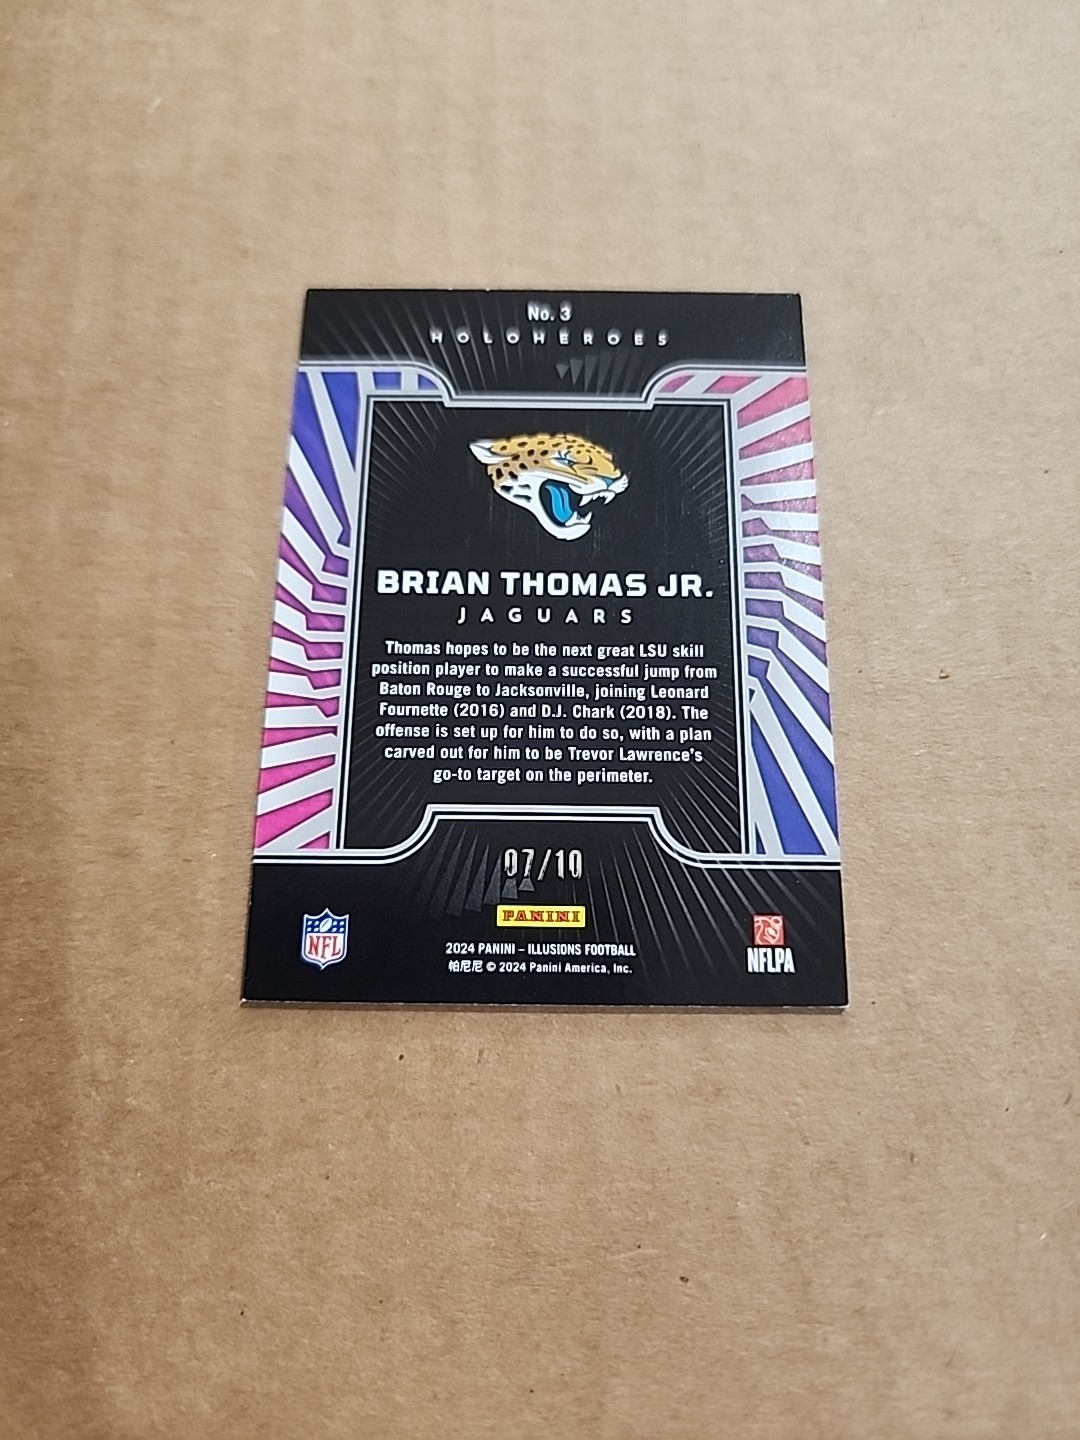 No. 3
HOLOHEROES
BRIAN THOMAS JR.
JAGUARS
Thomas hopes to be the next great LSU skill
position player to make a successful jump from
Baton Rouge to Jacksonville, joining Leonard
Fournette (2016) and D.J. Chark (2018). The
offense is set up for him to do so, with a plan
carved out for him to be Trevor Lawrence's
go-to target on the perimeter.
07/10
PANINI
NFL
2024 PANINI – ILLUSIONS FOOTBALL
帕尼尼 © 2024 Panini America, Inc.
NFLPA